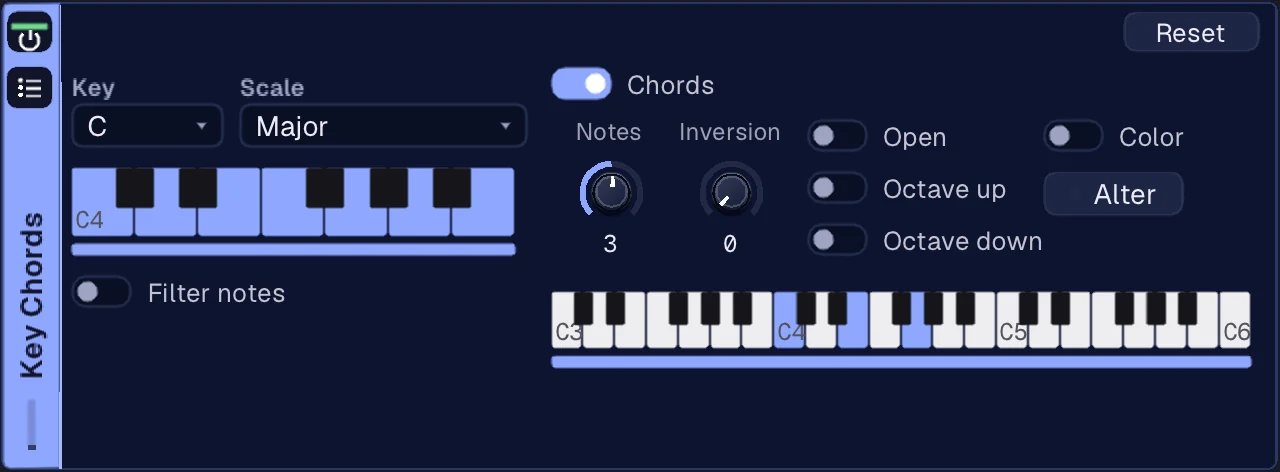 Reset
Key Chords
Key
Scale
C
Major
C4
Filter notes
Chords
Notes
Inversion
3
0
Open
Octave up
Octave down
Color
Alter
C3
C4
C5
C6